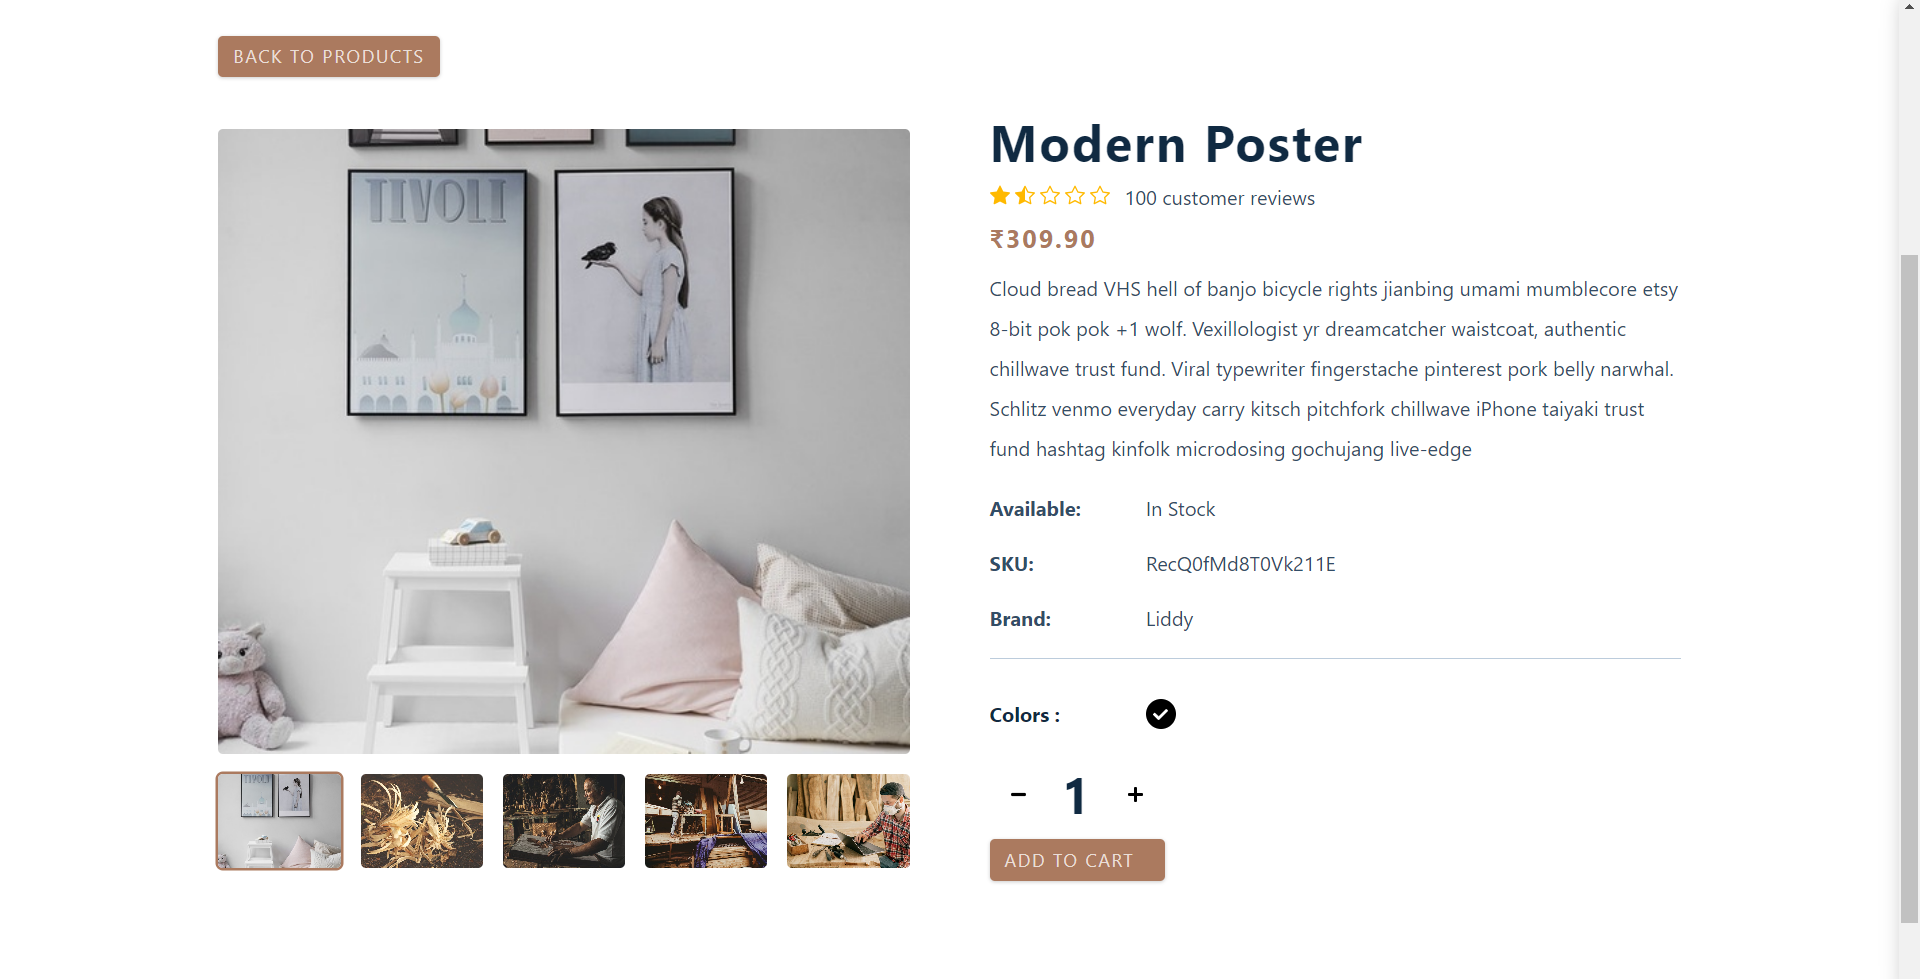 BACK TO PRODUCTS
TIVOLI
Modern Poster
100 customer reviews
₹309.90
Cloud bread VHS hell of banjo bicycle rights jianbing umami mumblecore etsy
8-bit pok pok +1 wolf. Vexillologist yr dreamcatcher waistcoat, authentic
chillwave trust fund. Viral typewriter fingerstache pinterest pork belly narwhal.
Schlitz venmo everyday carry kitsch pitchfork chillwave iPhone taiyaki trust
fund hashtag kinfolk microdosing gochujang live-edge
Available: In Stock
SKU: RecQ0fMd8T0Vk211E
Brand: Liddy
Colors :
1
ADD TO CART
TIVOLI